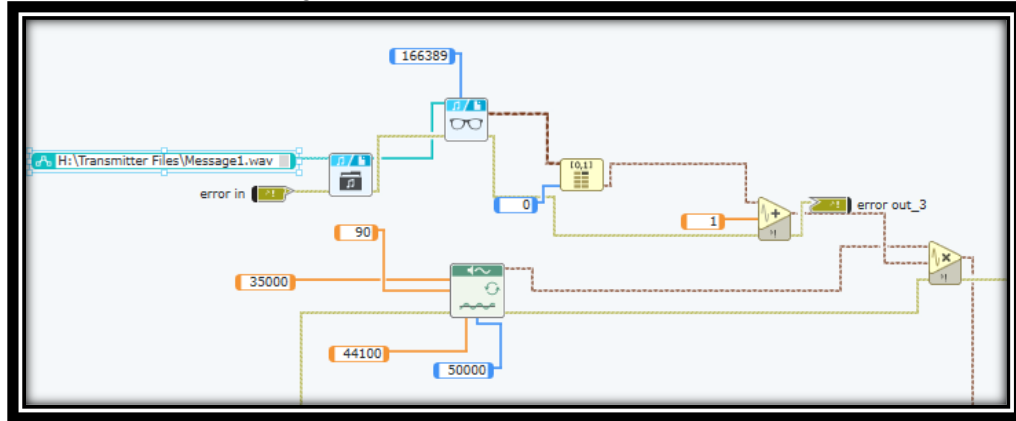 166389
H:\Transmitter Files\Message1.wav
error in
[0,1]
0
1
error out_3
90
35000
44100
50000